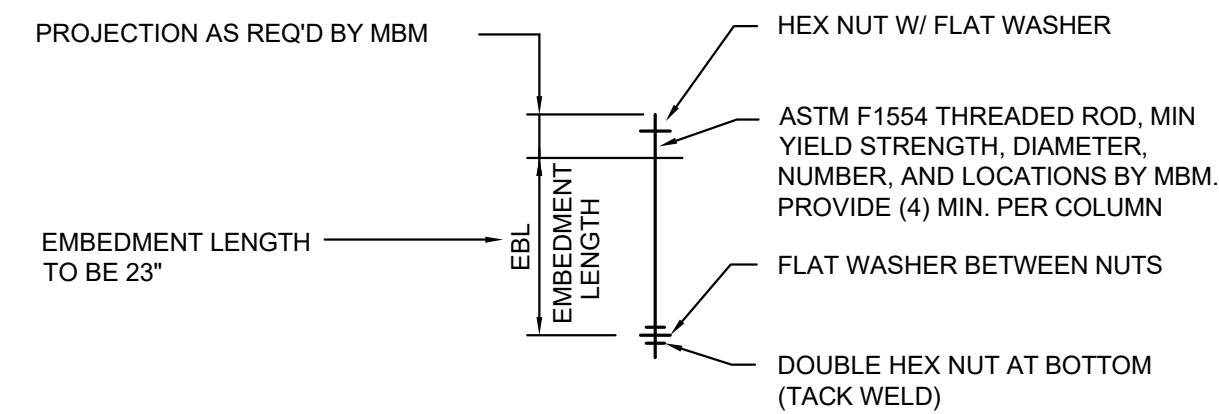 PROJECTION AS REQ'D BY MBM
HEX NUT W/ FLAT WASHER
ASTM F1554 THREADED ROD, MIN
YIELD STRENGTH, DIAMETER,
NUMBER, AND LOCATIONS BY MBM.
PROVIDE (4) MIN. PER COLUMN
EMBEDMENT LENGTH
TO BE 23"
EBL
EMBEDMENT
LENGTH
FLAT WASHER BETWEEN NUTS
DOUBLE HEX NUT AT BOTTOM
(TACK WELD)